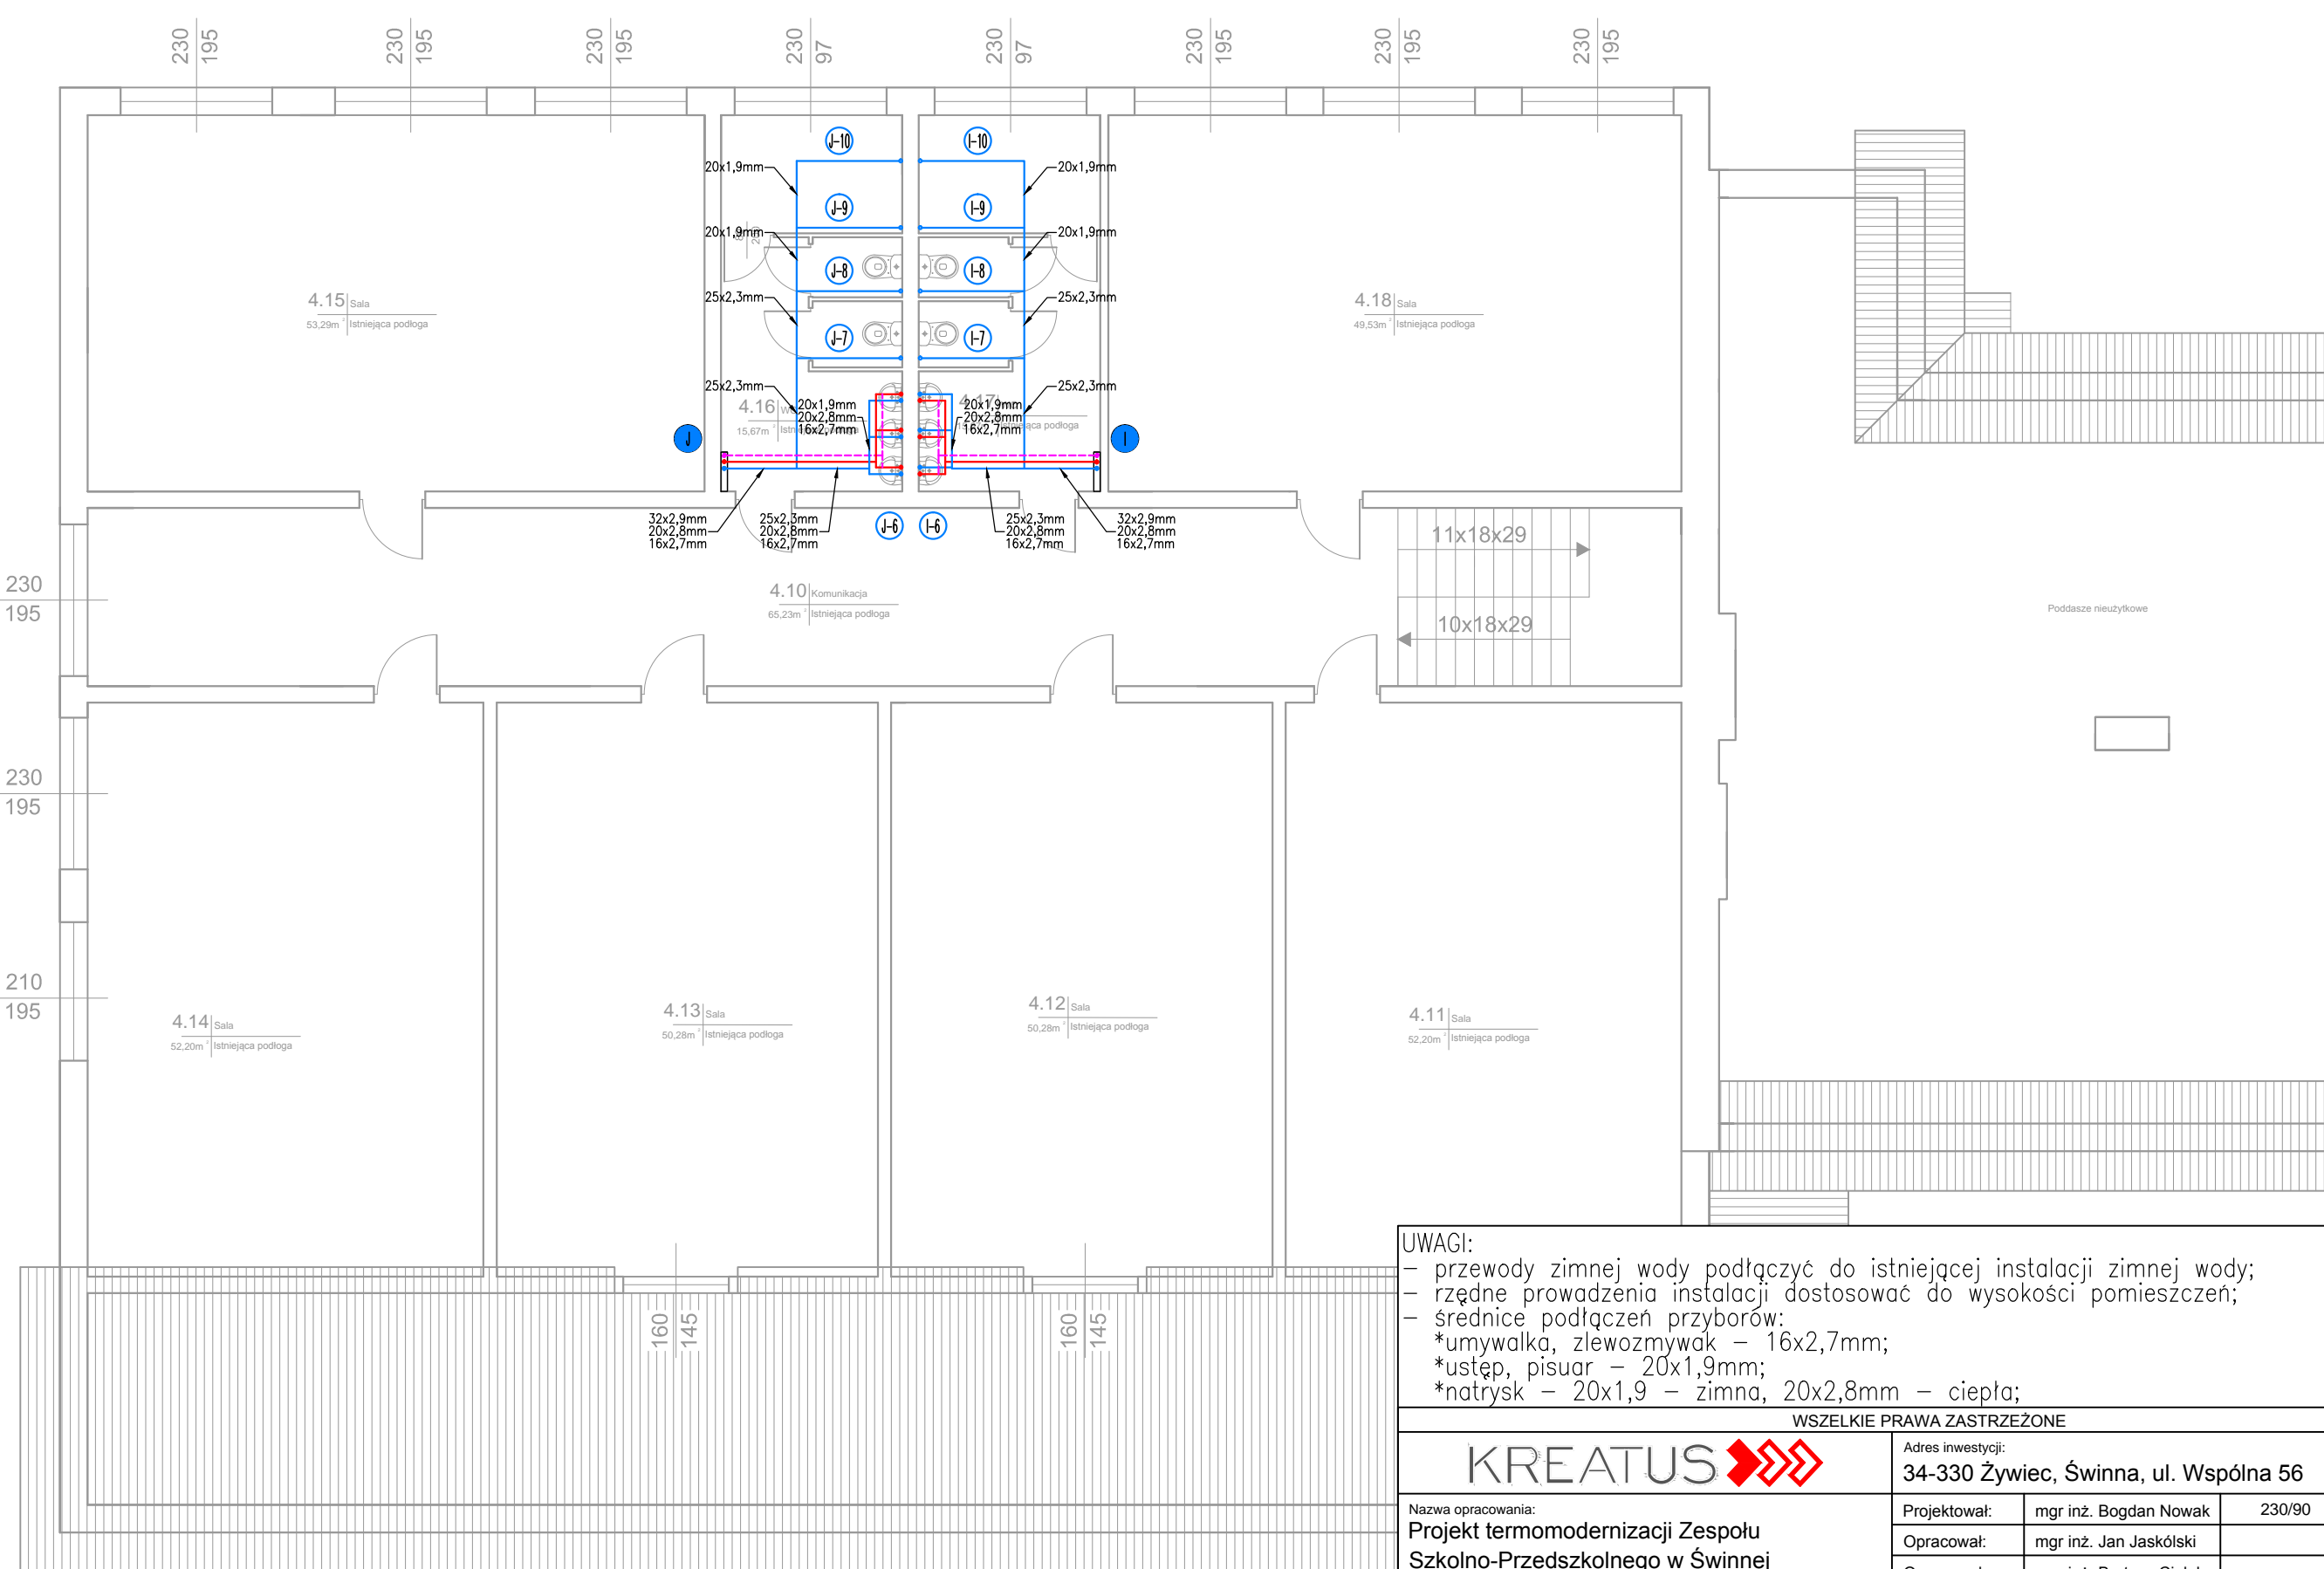 230
195
230
195
230
195
230
97
230
97
230
195
230
195
230
195
J-10
I-10
20x1,9mm
20x1,9mm
J-9
I-9
20x1,9mm
20x1,9mm
J-8
I-8
25x2,3mm
25x2,3mm
4.15 Sala
53,29m² Istniejąca podłoga
4.18 Sala
49,53m² Istniejąca podłoga
J-7
I-7
25x2,3mm
25x2,3mm
4.16
15,67m²
20x1,9mm
20x2,8mm
16x2,7mm
4.17
podłoga
20x1,9mm
20x2,8mm
16x2,7mm
J
I
32x2,9mm
20x2,8mm
16x2,7mm
25x2,3mm
20x2,8mm
16x2,7mm
J-6
I-6
25x2,3mm
20x2,8mm
16x2,7mm
32x2,9mm
20x2,8mm
16x2,7mm
11x18x29
10x18x29
230
195
4.10 Komunikacja
65,23m² Istniejąca podłoga
Poddasze nieużytkowe
230
195
210
195
4.14 Sala
52,20m² Istniejąca podłoga
4.13 Sala
50,28m² Istniejąca podłoga
4.12 Sala
50,28m² Istniejąca podłoga
4.11 Sala
52,20m² Istniejąca podłoga
160
145
160
145
UWAGI:
– przewody zimnej wody podłączyć do istniejącej instalacji zimnej wody;
– rzędne prowadzenia instalacji dostosować do wysokości pomieszczeń;
– średnice podłączeń przyborów:
*umywalka, zlewozmywak – 16x2,7mm;
*ustęp, pisuar – 20x1,9mm;
*natrysk – 20x1,9 – zimna, 20x2,8mm – ciepła;
WSZELKIE PRAWA ZASTRZEŻONE
KREATUS
Adres inwestycji:
34-330 Żywiec, Świnna, ul. Wspólna 56
Nazwa opracowania:
Projekt termomodernizacji Zespołu
Szkolno-Przedszkolnego w Świnnej
Projektował: mgr inż. Bogdan Nowak 230/90
Opracował: mgr inż. Jan Jaskólski